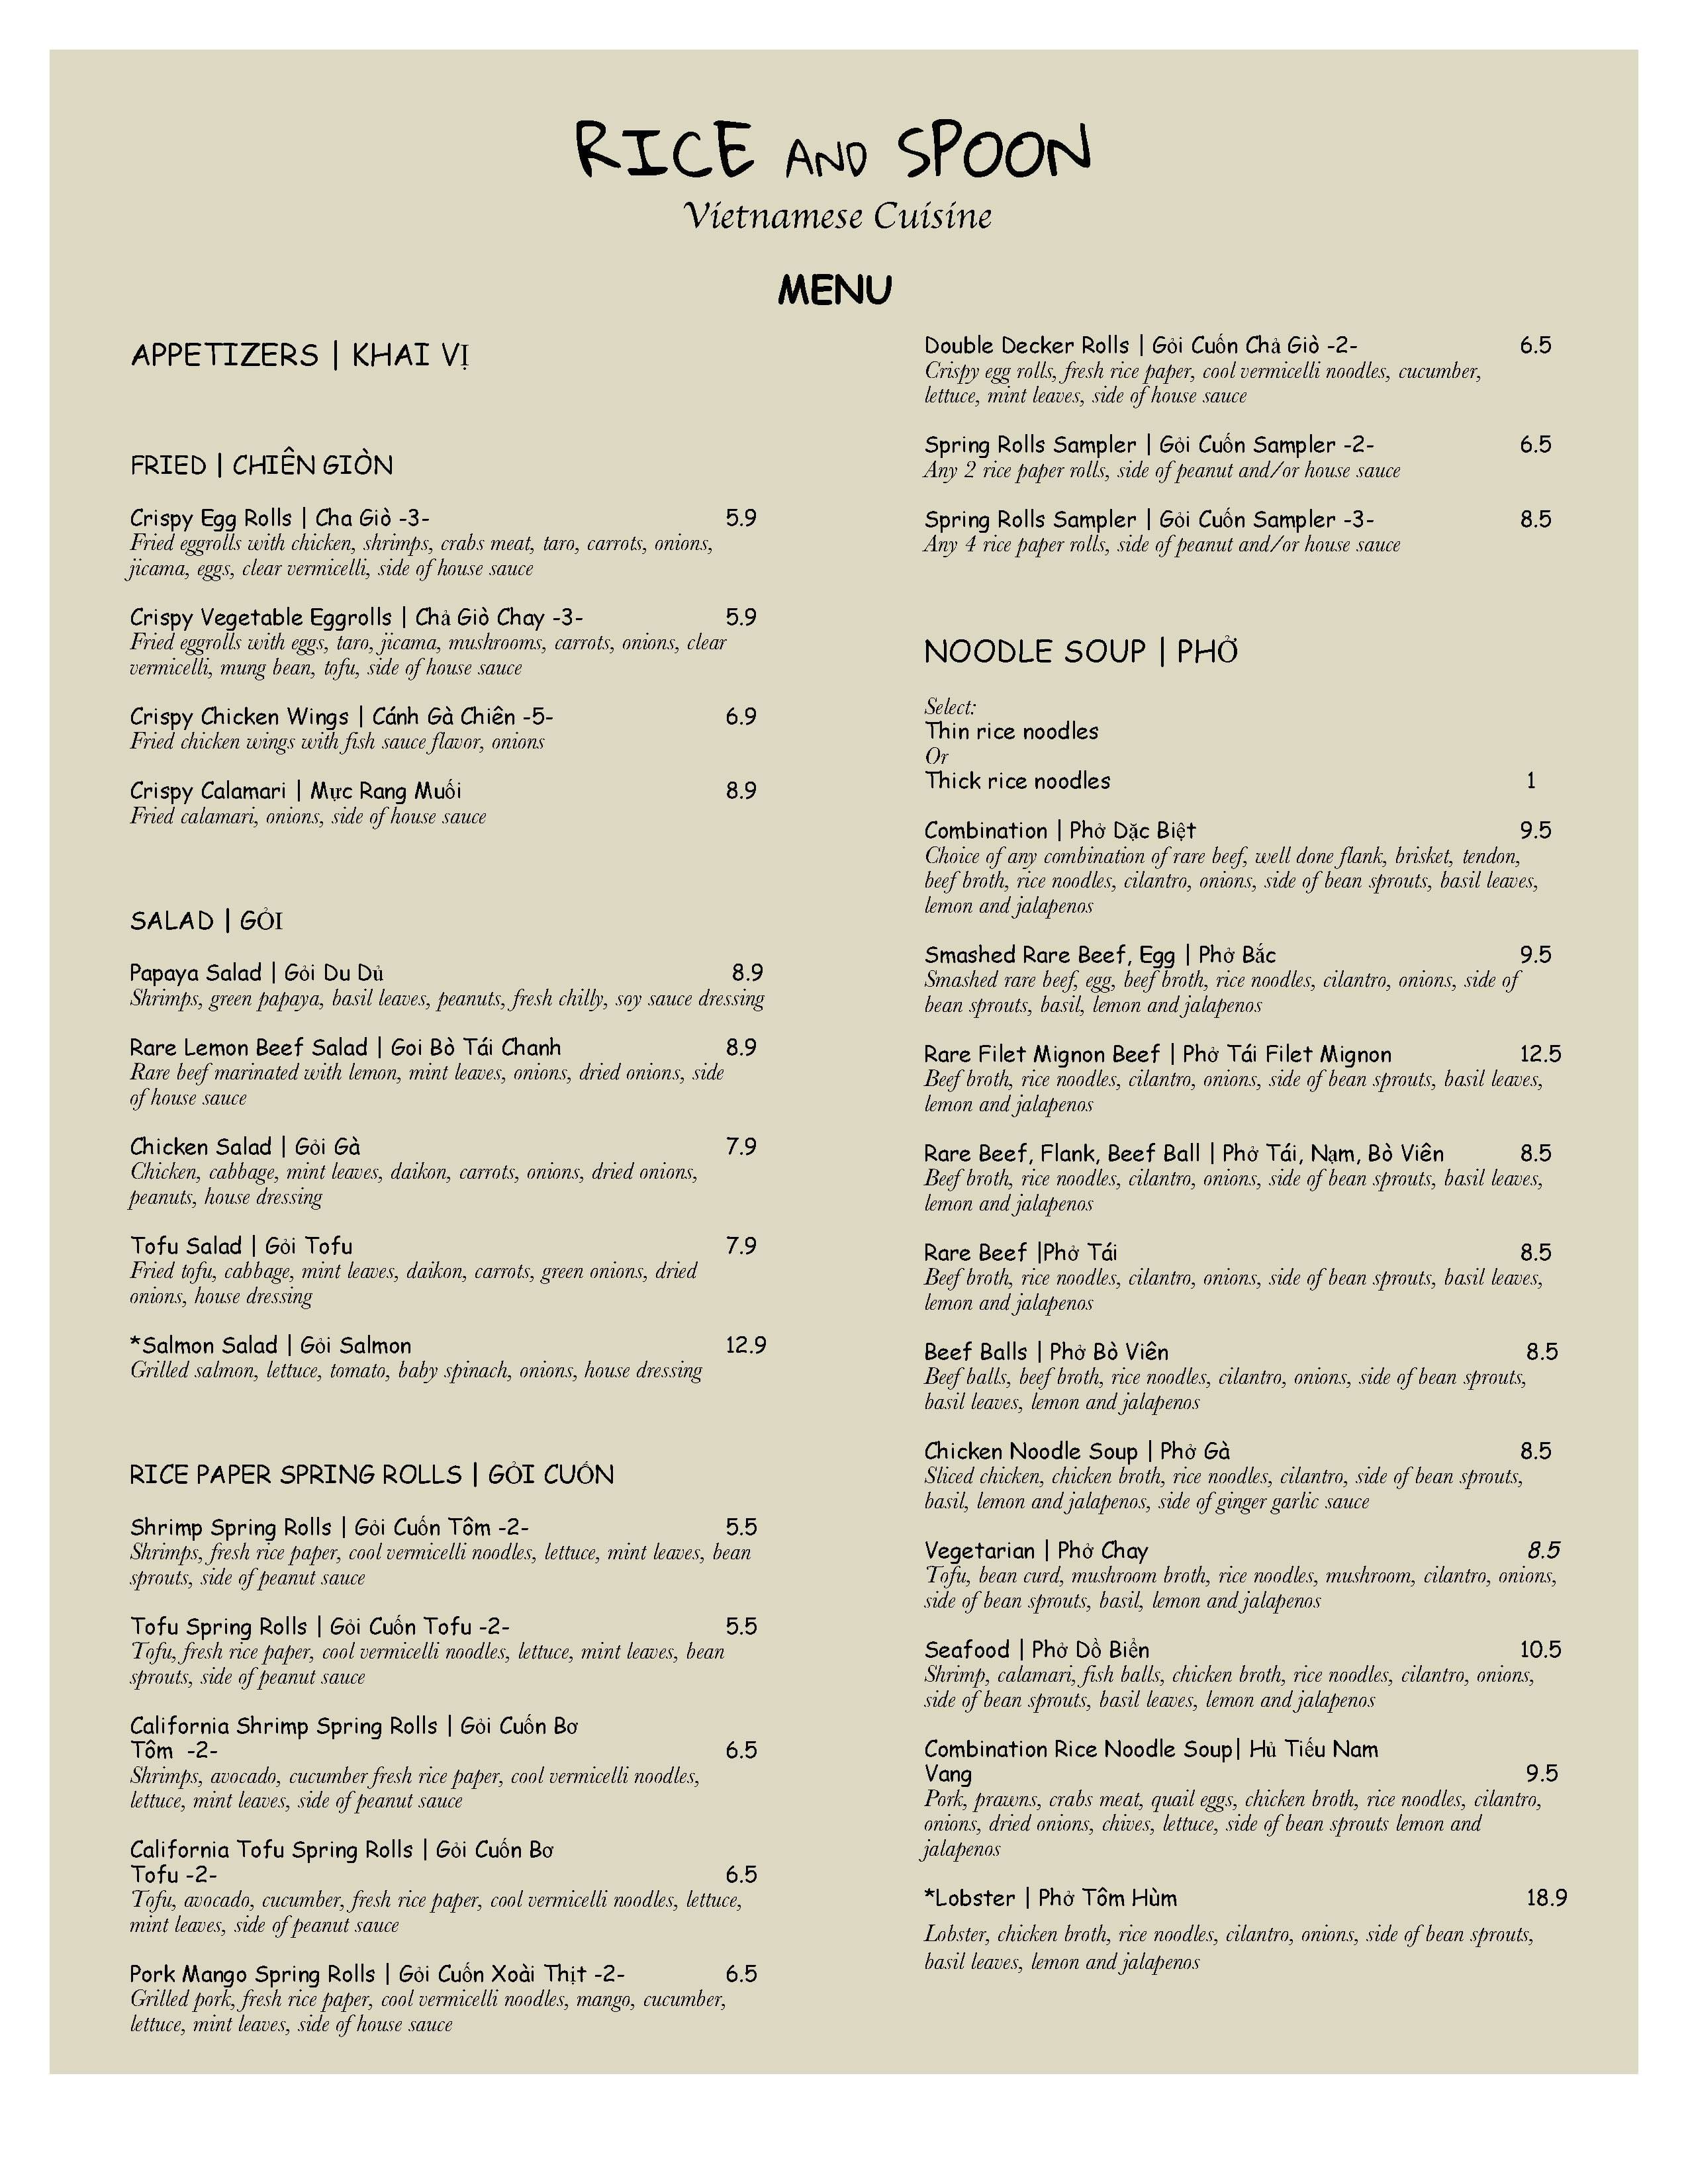 RICE AND SPOON
Vietnamese Cuisine
MENU
APPETIZERS | KHAI VỊ
FRIED | CHIÊN GIÒN
Crispy Egg Rolls | Cha Giò -3- 5.9
Fried eggrolls with chicken, shrimps, crabs meat, taro, carrots, onions,
jicama, eggs, clear vermicelli, side of house sauce
Crispy Vegetable Eggrolls | Chả Giò Chay -3- 5.9
Fried eggrolls with eggs, taro, jicama, mushrooms, carrots, onions, clear
vermicelli, mung bean, tofu, side of house sauce
Crispy Chicken Wings | Cánh Gà Chiên -5- 6.9
Fried chicken wings with fish sauce flavor, onions
Crispy Calamari | Mực Rang Muối 8.9
Fried calamari, onions, side of house sauce
SALAD | GỎI
Papaya Salad | Gỏi Du Dủ 8.9
Shrimps, green papaya, basil leaves, peanuts, fresh chilly, soy sauce dressing
Rare Lemon Beef Salad | Goi Bò Tái Chanh 8.9
Rare beef marinated with lemon, mint leaves, onions, dried onions, side
of house sauce
Chicken Salad | Gỏi Gà 7.9
Chicken, cabbage, mint leaves, daikon, carrots, onions, dried onions,
peanuts, house dressing
Tofu Salad | Gỏi Tofu 7.9
Fried tofu, cabbage, mint leaves, daikon, carrots, green onions, dried
onions, house dressing
*Salmon Salad | Gỏi Salmon 12.9
Grilled salmon, lettuce, tomato, baby spinach, onions, house dressing
RICE PAPER SPRING ROLLS | GỎI CUỐN
Shrimp Spring Rolls | Gỏi Cuốn Tôm -2- 5.5
Shrimps, fresh rice paper, cool vermicelli noodles, lettuce, mint leaves, bean
sprouts, side of peanut sauce
Tofu Spring Rolls | Gỏi Cuốn Tofu -2- 5.5
Tofu, fresh rice paper, cool vermicelli noodles, lettuce, mint leaves, bean
sprouts, side of peanut sauce
California Shrimp Spring Rolls | Gỏi Cuốn Bơ
Tôm -2- 6.5
Shrimps, avocado, cucumber fresh rice paper, cool vermicelli noodles,
lettuce, mint leaves, side of peanut sauce
California Tofu Spring Rolls | Gỏi Cuốn Bơ
Tofu -2- 6.5
Tofu, avocado, cucumber, fresh rice paper, cool vermicelli noodles, lettuce,
mint leaves, side of peanut sauce
Pork Mango Spring Rolls | Gỏi Cuốn Xoài Thịt -2- 6.5
Grilled pork, fresh rice paper, cool vermicelli noodles, mango, cucumber,
lettuce, mint leaves, side of house sauce
Double Decker Rolls | Gỏi Cuốn Chả Giò -2- 6.5
Crispy egg rolls, fresh rice paper, cool vermicelli noodles, cucumber,
lettuce, mint leaves, side of house sauce
Spring Rolls Sampler | Gỏi Cuốn Sampler -2- 6.5
Any 2 rice paper rolls, side of peanut and/or house sauce
Spring Rolls Sampler | Gỏi Cuốn Sampler -3- 8.5
Any 4 rice paper rolls, side of peanut and/or house sauce
NOODLE SOUP | PHỞ
Select:
Thin rice noodles
Or
Thick rice noodles 1
Combination | Phở Dặc Biệt 9.5
Choice of any combination of rare beef, well done flank, brisket, tendon,
beef broth, rice noodles, cilantro, onions, side of bean sprouts, basil leaves,
lemon and jalapenos
Smashed Rare Beef, Egg | Phở Bắc 9.5
Smashed rare beef, egg, beef broth, rice noodles, cilantro, onions, side of
bean sprouts, basil, lemon and jalapenos
Rare Filet Mignon Beef | Phở Tái Filet Mignon 12.5
Beef broth, rice noodles, cilantro, onions, side of bean sprouts, basil leaves,
lemon and jalapenos
Rare Beef, Flank, Beef Ball | Phở Tái, Nạm, Bò Viên 8.5
Beef broth, rice noodles, cilantro, onions, side of bean sprouts, basil leaves,
lemon and jalapenos
Rare Beef |Phở Tái 8.5
Beef broth, rice noodles, cilantro, onions, side of bean sprouts, basil leaves,
lemon and jalapenos
Beef Balls | Phở Bò Viên 8.5
Beef balls, beef broth, rice noodles, cilantro, onions, side of bean sprouts,
basil leaves, lemon and jalapenos
Chicken Noodle Soup | Phở Gà 8.5
Sliced chicken, chicken broth, rice noodles, cilantro, side of bean sprouts,
basil, lemon and jalapenos, side of ginger garlic sauce
Vegetarian | Phở Chay 8.5
Tofu, bean curd, mushroom broth, rice noodles, mushroom, cilantro, onions,
side of bean sprouts, basil, lemon and jalapenos
Seafood | Phở Dồ Biển 10.5
Shrimp, calamari, fish balls, chicken broth, rice noodles, cilantro, onions,
side of bean sprouts, basil leaves, lemon and jalapenos
Combination Rice Noodle Soup| Hủ Tiếu Nam
Vang 9.5
Pork, prawns, crabs meat, quail eggs, chicken broth, rice noodles, cilantro,
onions, dried onions, chives, lettuce, side of bean sprouts lemon and
jalapenos
*Lobster | Phở Tôm Hùm 18.9
Lobster, chicken broth, rice noodles, cilantro, onions, side of bean sprouts,
basil leaves, lemon and jalapenos